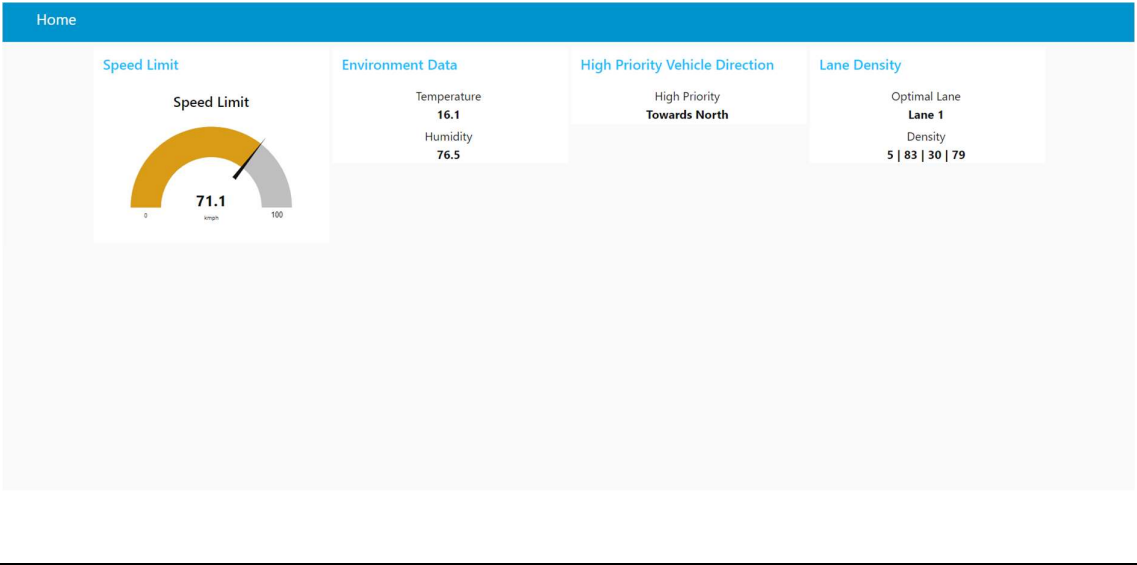 Home
Speed Limit
Speed Limit
71.1
kmph
0
100
Environment Data
Temperature
16.1
Humidity
76.5
High Priority Vehicle Direction
High Priority
Towards North
Lane Density
Optimal Lane
Lane 1
Density
5 | 83 | 30 | 79